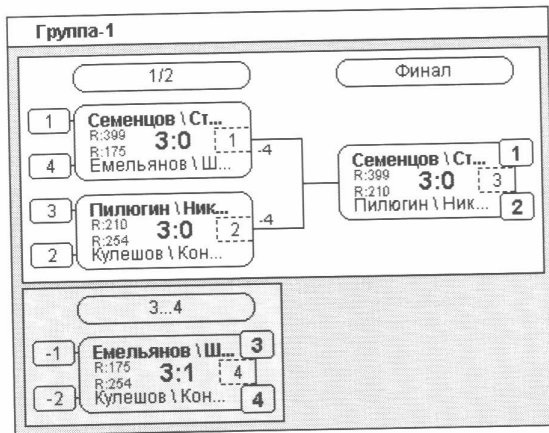 Группа-1
1/2
Финал
1 Семенцов \ Ст...
R:399 3:0 1 -4
R:175
4 Емельянов \ Ш...
3 Пилюгин \ Ник...
R:210 3:0 2 -4
R:254
2 Кулешов \ Кон...
Семенцов \ Ст... 1
R:399 3:0 3
R:210
Пилюгин \ Ник... 2
3...4
-1 Емельянов \ Ш... 3
R:175 3:1 4
R:254
-2 Кулешов \ Кон... 4